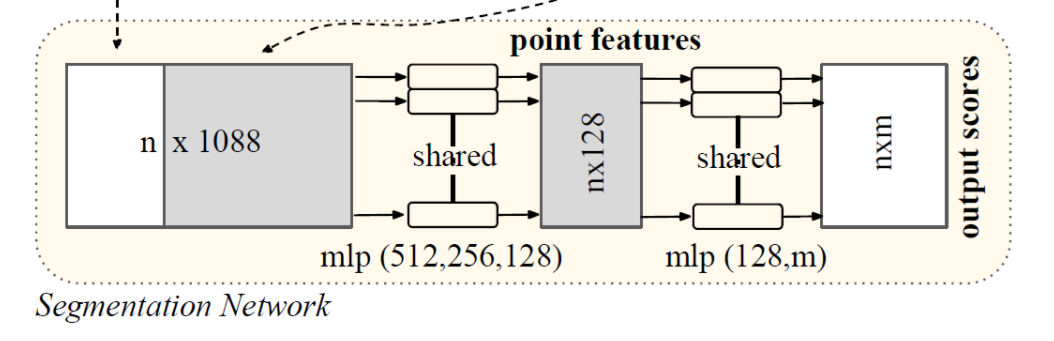 point features
n x 1088
shared
nx128
shared
nxm
output scores
mlp (512,256,128)
mlp (128,m)
Segmentation Network